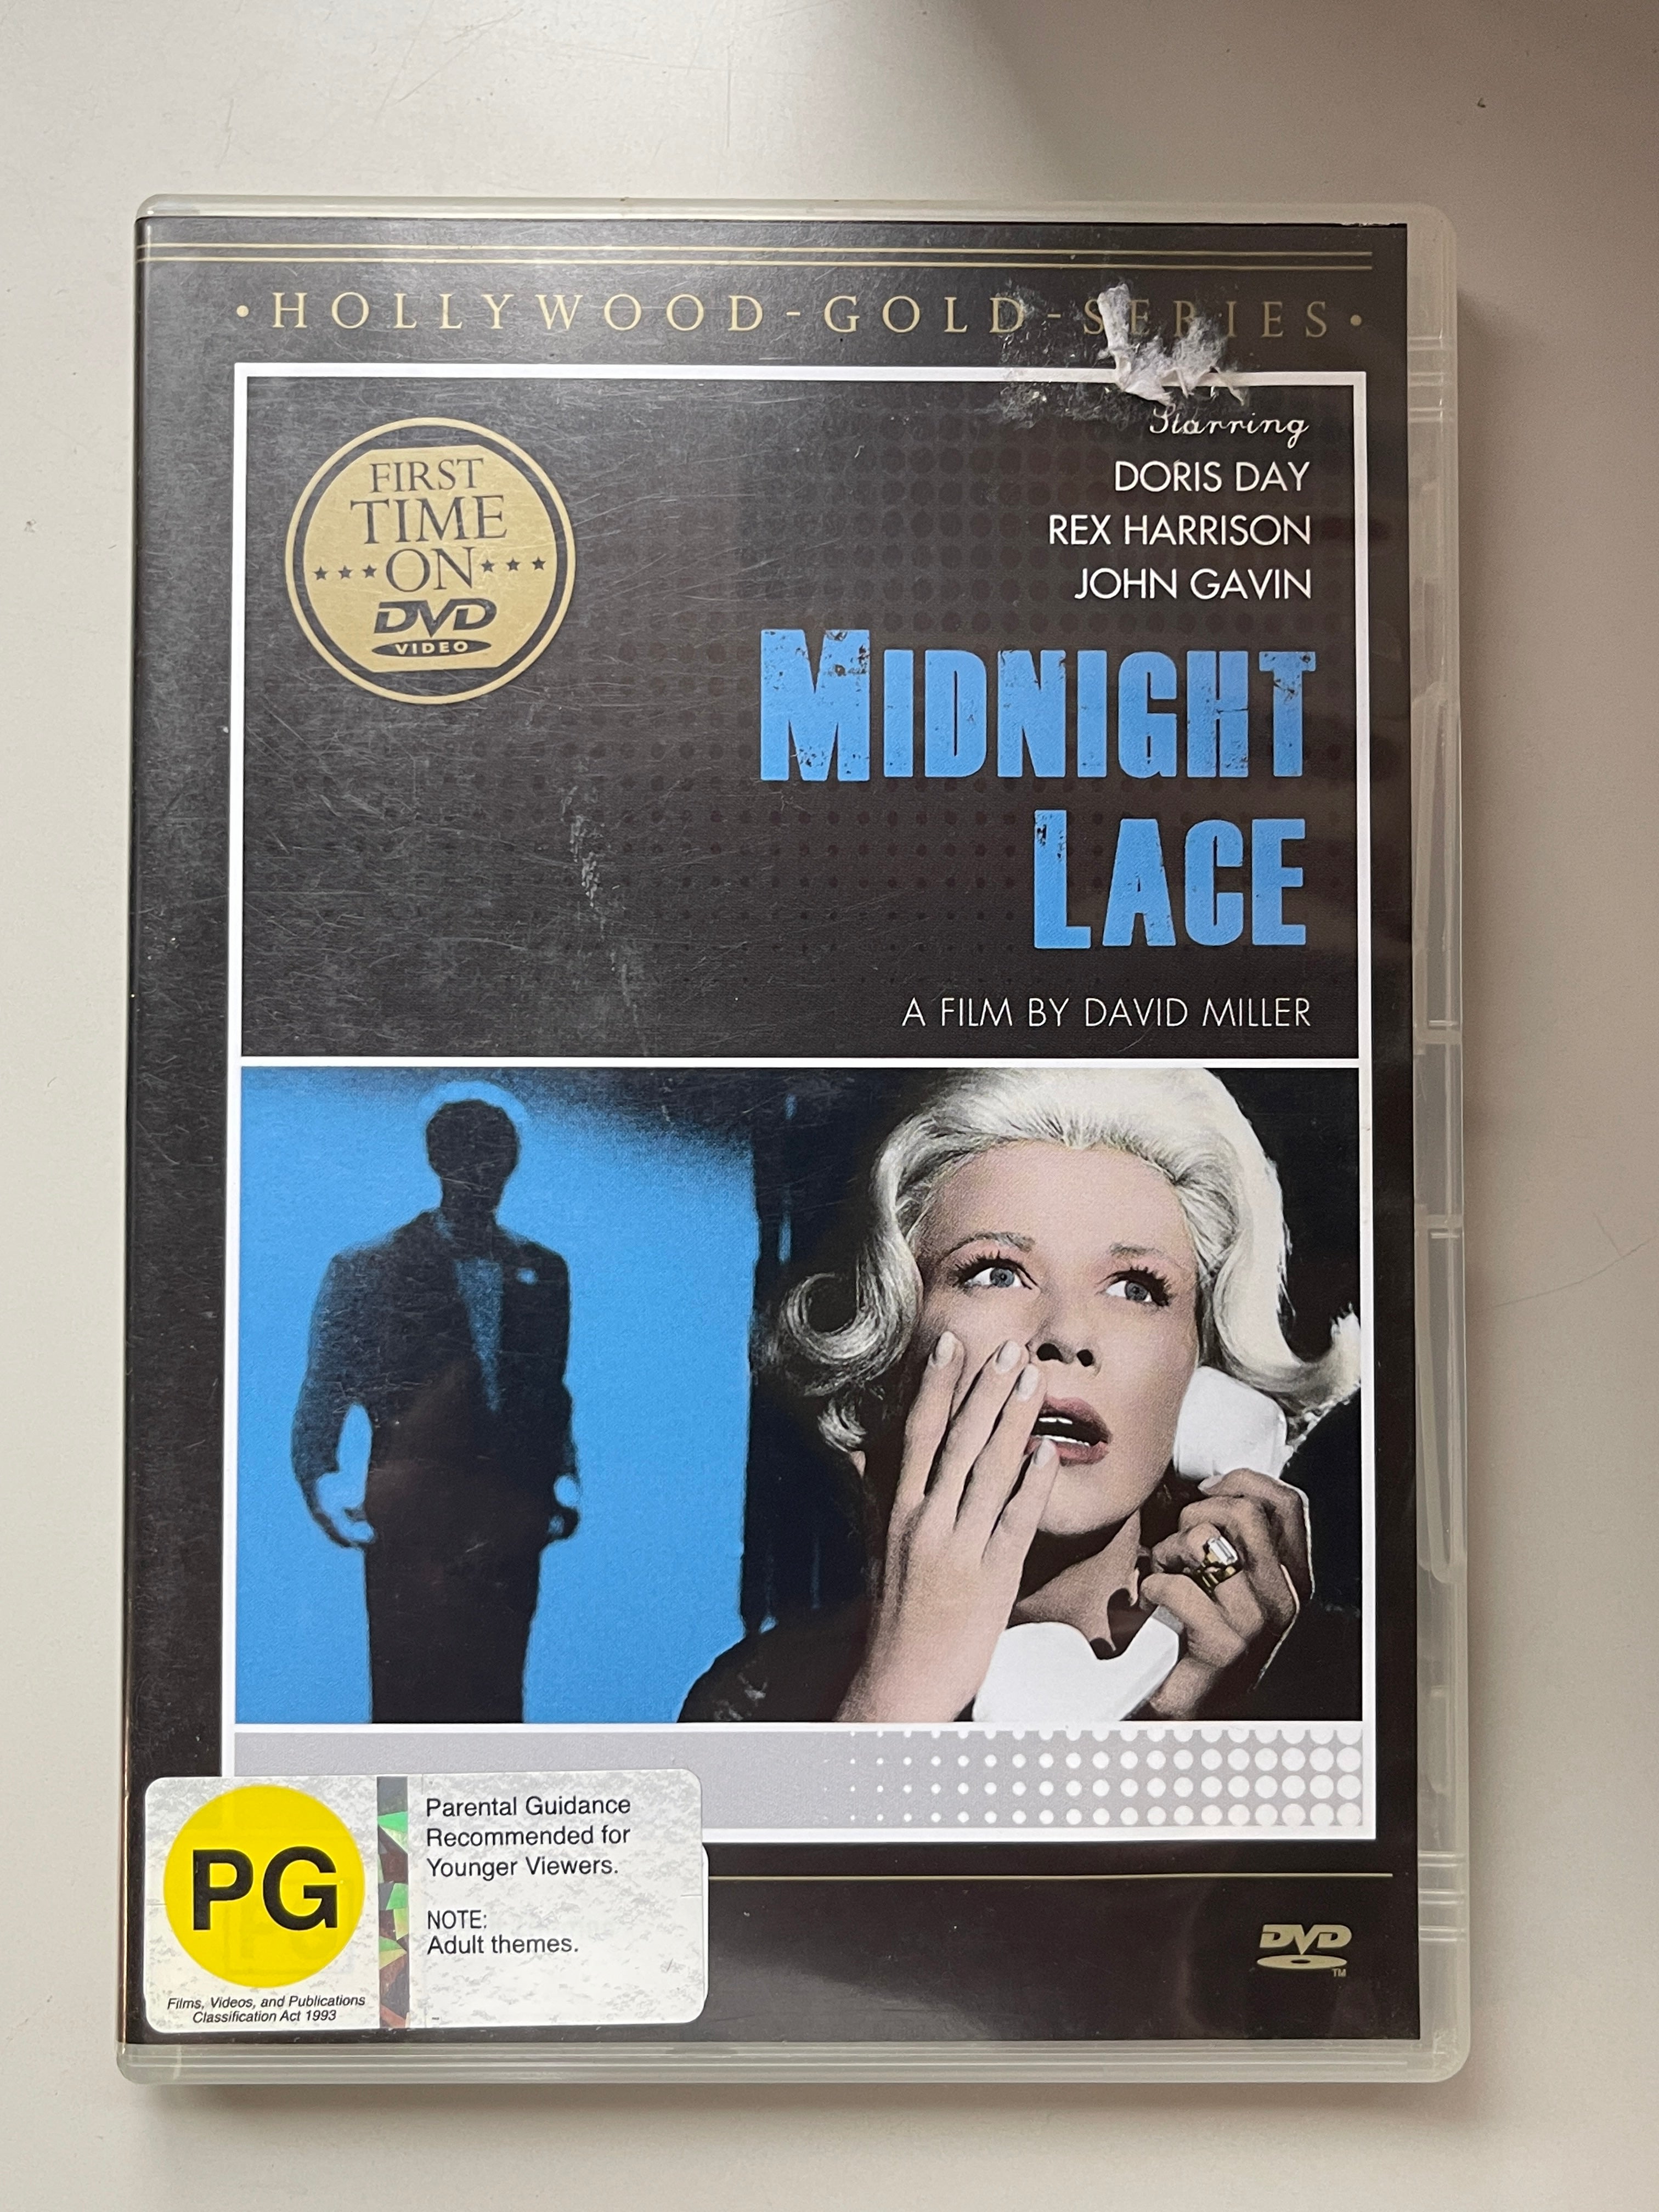 •HOLLYWOOD-GOLD-SERIES•
FIRST
TIME
ON
DVD
VIDEO
Starring
DORIS DAY
REX HARRISON
JOHN GAVIN
MIDNIGHT
LACE
A FILM BY DAVID MILLER
PG
Films, Videos, and Publications
Classification Act 1993
Parental Guidance
Recommended for
Younger Viewers.
NOTE:
Adult themes.
DVD
TM